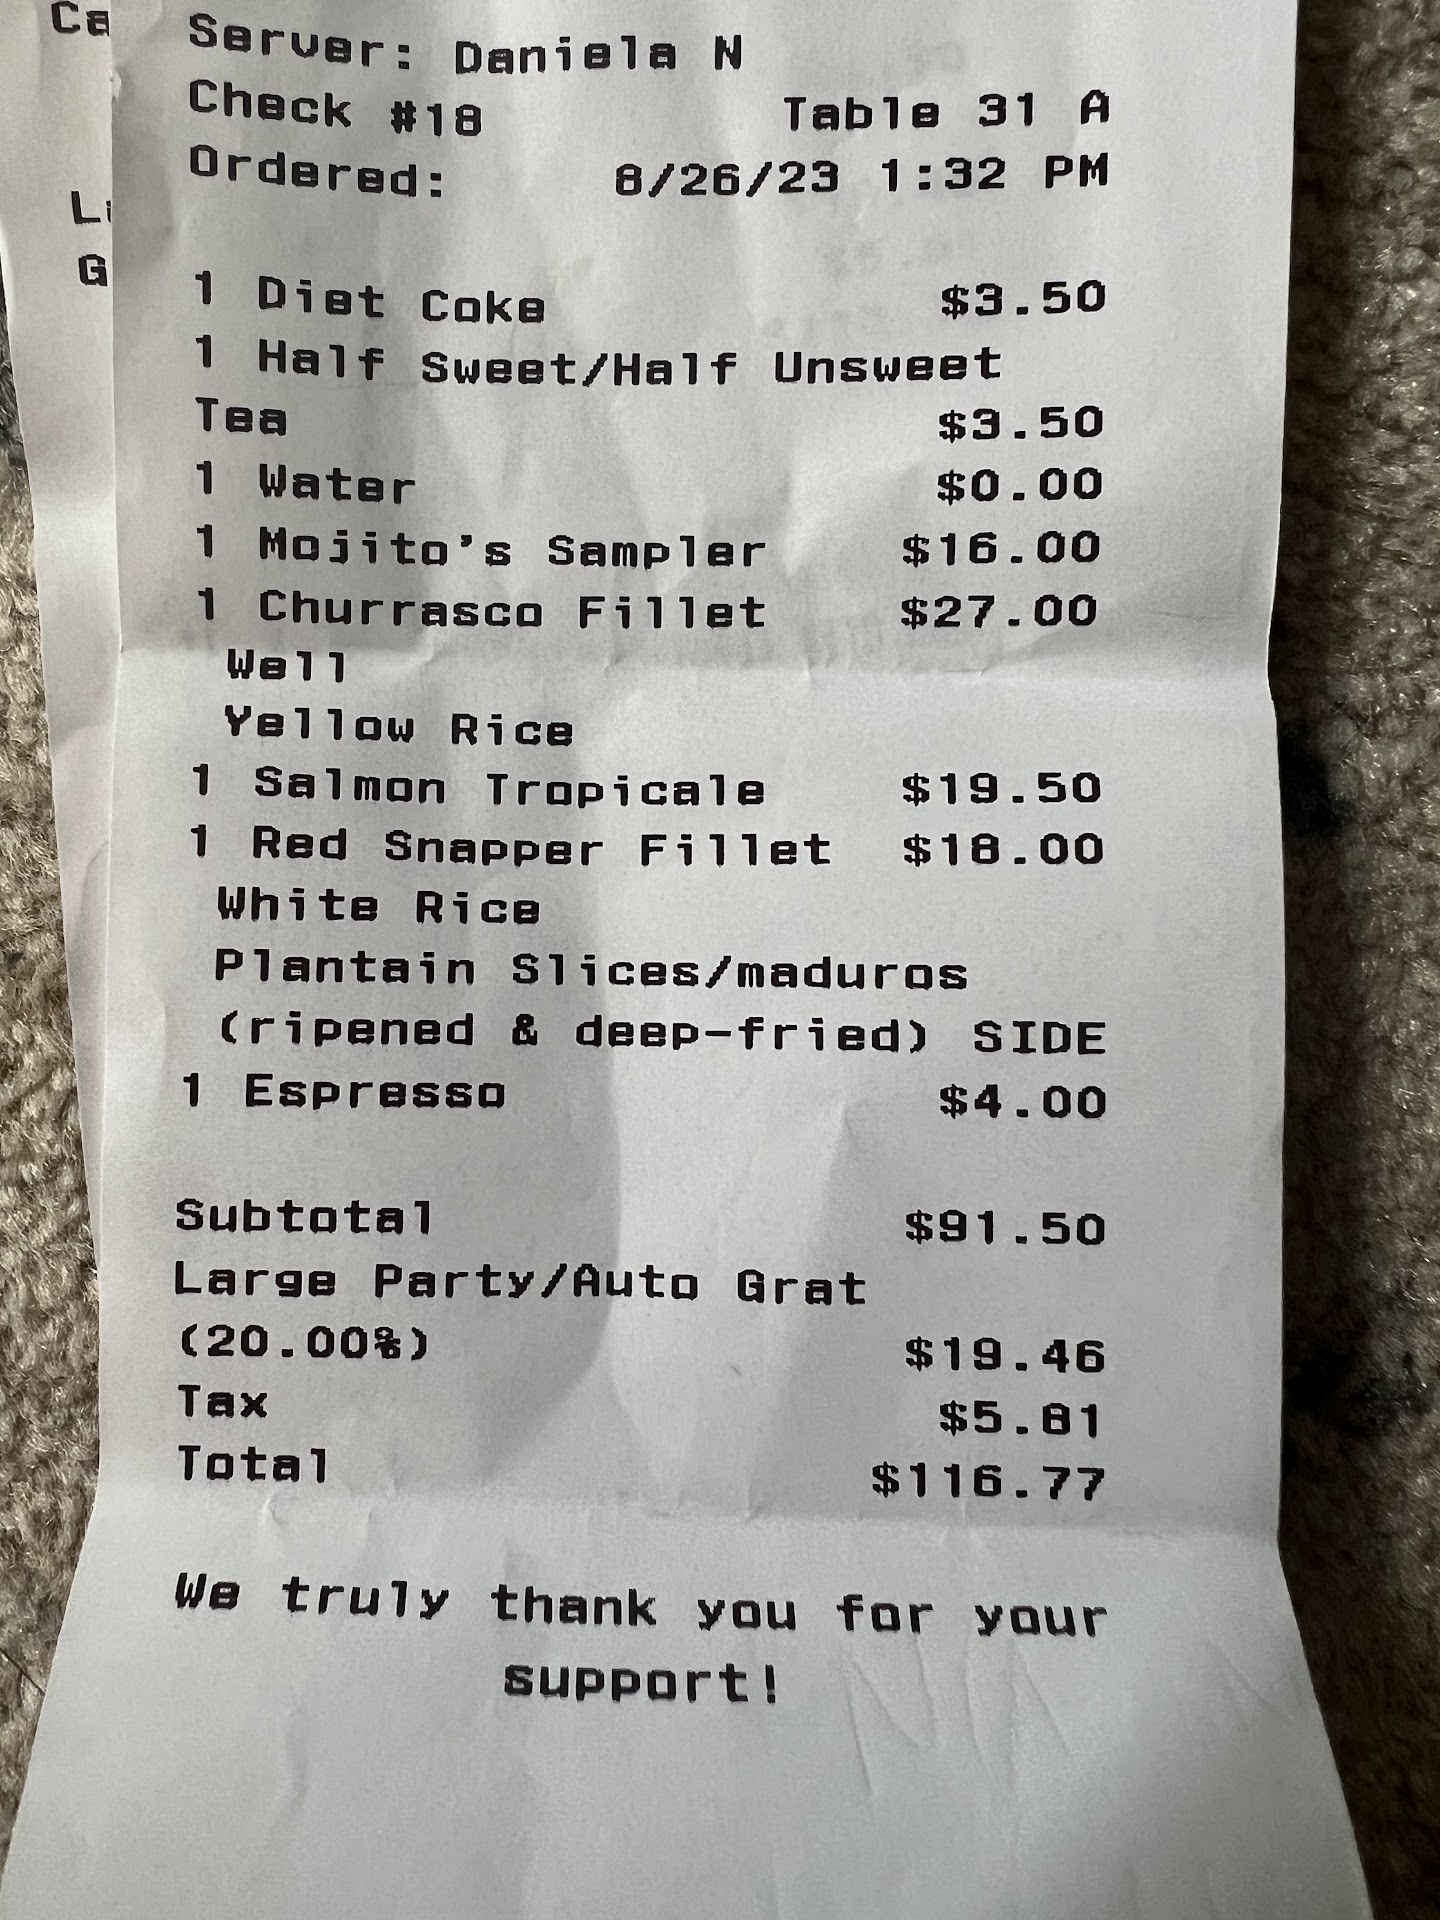 Server: Daniela N
Check #18 Table 31 A
Ordered: 8/26/23 1:32 PM
1 Diet Coke $3.50
1 Half Sweet/Half Unsweet
Tea $3.50
1 Water $0.00
1 Mojito's Sampler $16.00
1 Churrasco Fillet $27.00
Well
Yellow Rice
1 Salmon Tropicale $19.50
1 Red Snapper Fillet $18.00
White Rice
Plantain Slices/maduros
(ripened & deep-fried) SIDE
1 Espresso $4.00
Subtotal $91.50
Large Party/Auto Grat
(20.00%) $19.46
Tax $5.81
Total $116.77
We truly thank you for your
support!